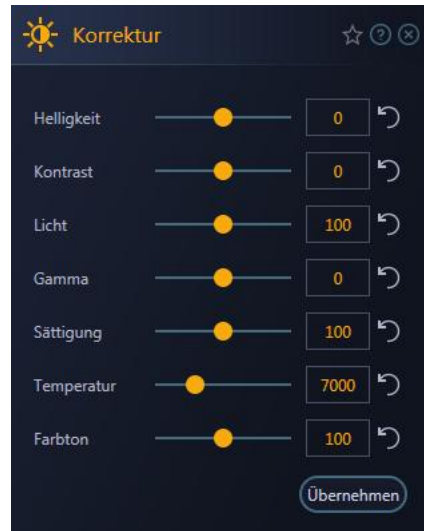 Korrektur
Helligkeit 0
Kontrast 0
Licht 100
Gamma 0
Sättigung 100
Temperatur 7000
Farbton 100
Übernehmen